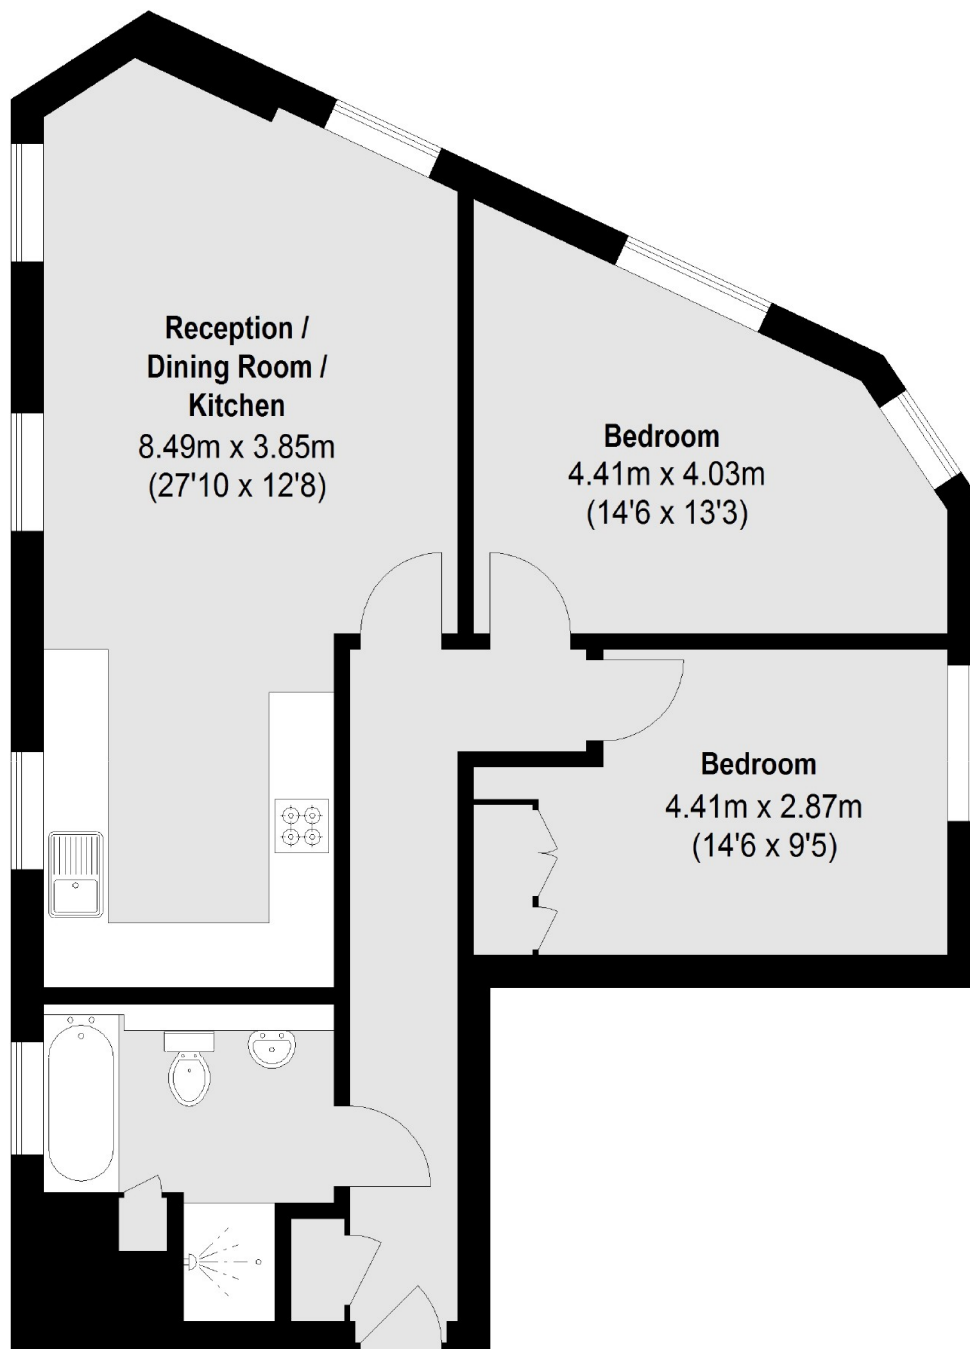 Reception /
Dining Room /
Kitchen
8.49m x 3.85m
(27'10 x 12'8)
Bedroom
4.41m x 4.03m
(14'6 x 13'3)
Bedroom
4.41m x 2.87m
(14'6 x 9'5)